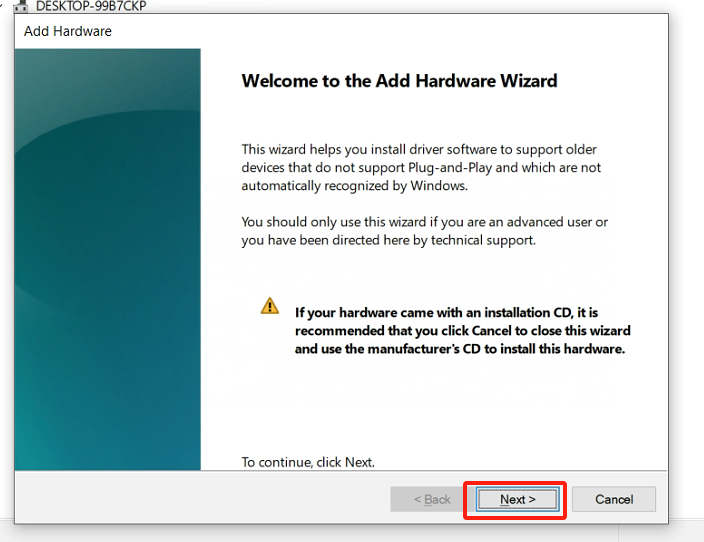 DESKTOP-99B7CKP
Add Hardware
Welcome to the Add Hardware Wizard
This wizard helps you install driver software to support older
devices that do not support Plug-and-Play and which are not
automatically recognized by Windows.
You should only use this wizard if you are an advanced user or
you have been directed here by technical support.
If your hardware came with an installation CD, it is
recommended that you click Cancel to close this wizard
and use the manufacturer's CD to install this hardware.
To continue, click Next.
< Back
Next >
Cancel